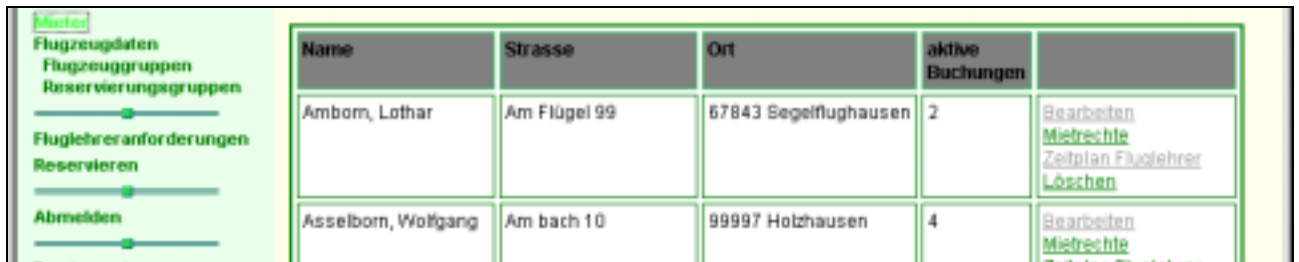 Mieter
Flugzeugdaten
Flugzeuggruppen
Reservierungsgruppen
Fluglehreranforderungen
Reservieren
Abmelden
Name Strasse Ort aktive
Buchungen
Amborn, Lothar Am Flügel 99 67843 Segelflughausen 2 Bearbeiten
Mietrechte
Zeitplan Fluglehrer
Löschen
Asselborn, Wolfgang Am bach 10 99997 Holzhausen 4 Bearbeiten
Mietrechte